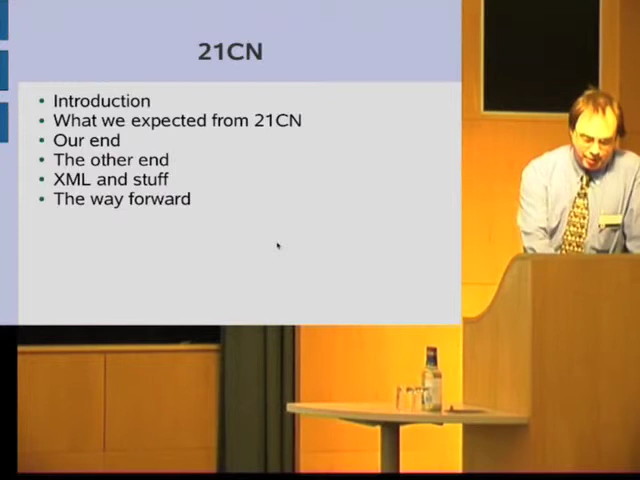 21CN
Introduction
What we expected from 21CN
Our end
The other end
XML and stuff
The way forward